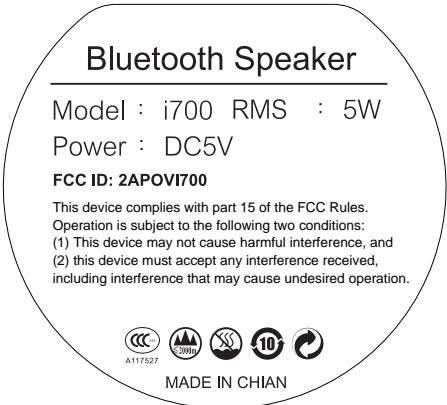 Bluetooth Speaker
Model : i700 RMS : 5W
Power : DC5V
FCC ID: 2APOVI700
This device complies with part 15 of the FCC Rules.
Operation is subject to the following two conditions:
(1) This device may not cause harmful interference, and
(2) this device must accept any interference received,
including interference that may cause undesired operation.
CCC ≤2000m 10
A117527
MADE IN CHIAN